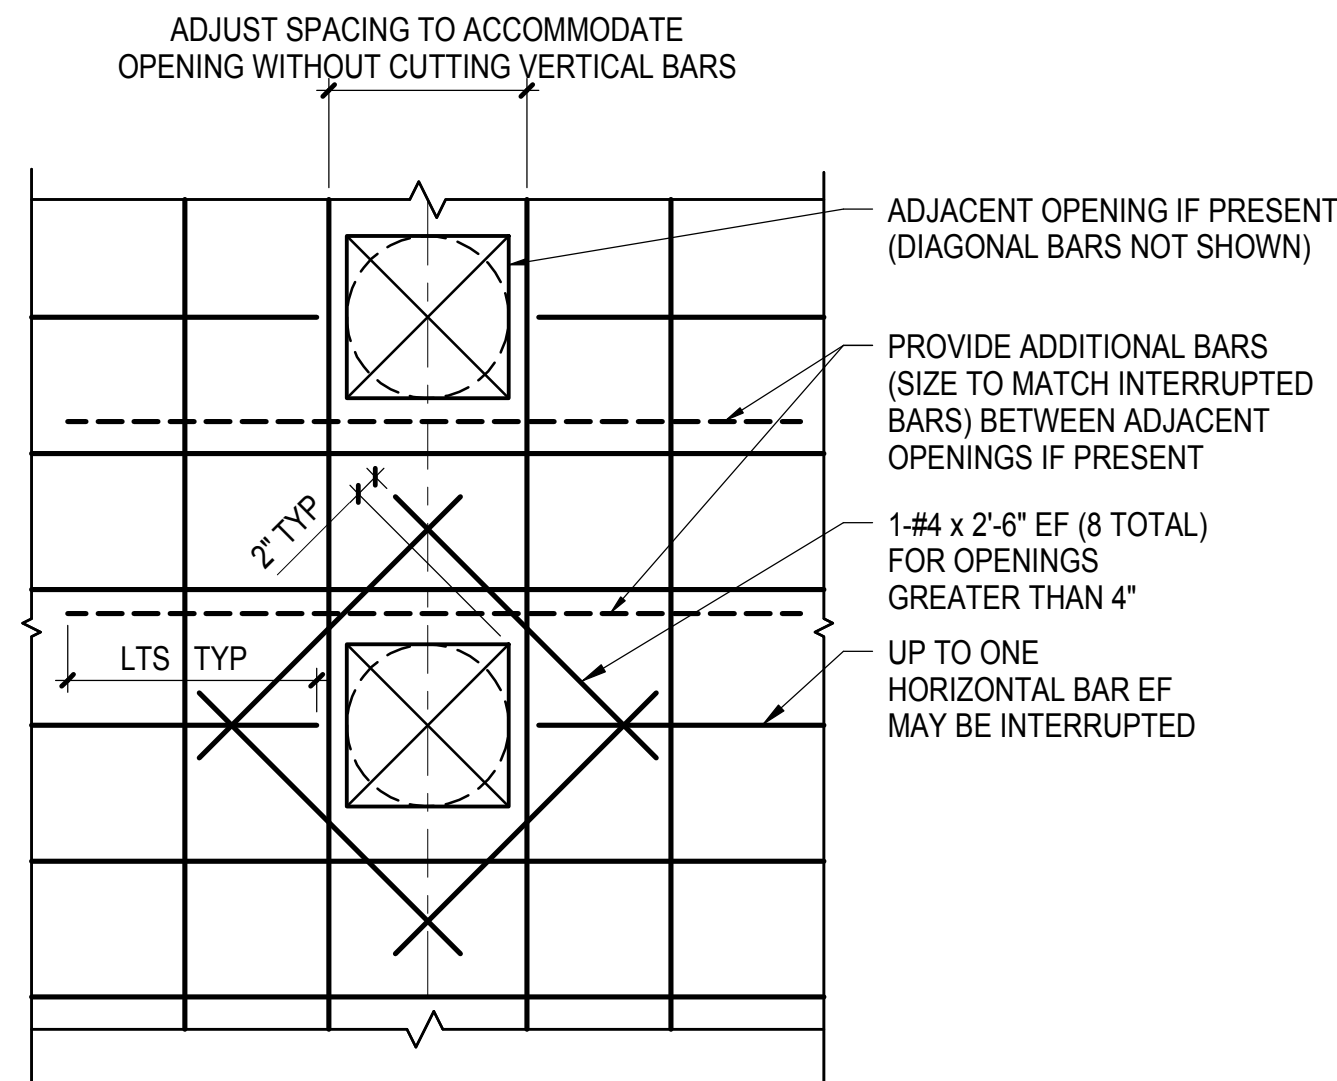 ADJUST SPACING TO ACCOMMODATE
OPENING WITHOUT CUTTING VERTICAL BARS
ADJACENT OPENING IF PRESENT
(DIAGONAL BARS NOT SHOWN)
PROVIDE ADDITIONAL BARS
(SIZE TO MATCH INTERRUPTED
BARS) BETWEEN ADJACENT
OPENINGS IF PRESENT
2" TYP
1-#4 x 2'-6" EF (8 TOTAL)
FOR OPENINGS
GREATER THAN 4"
LTS TYP
UP TO ONE
HORIZONTAL BAR EF
MAY BE INTERRUPTED